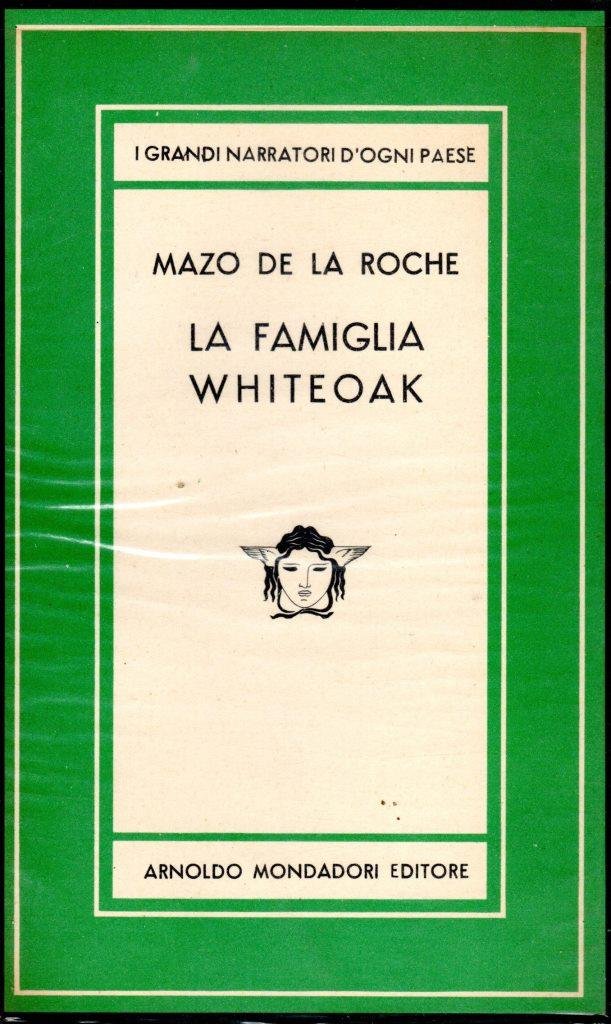 I GRANDI NARRATORI D'OGNI PAESE
MAZO DE LA ROCHE
LA FAMIGLIA
WHITEOAK
ARNOLDO MONDADORI EDITORE